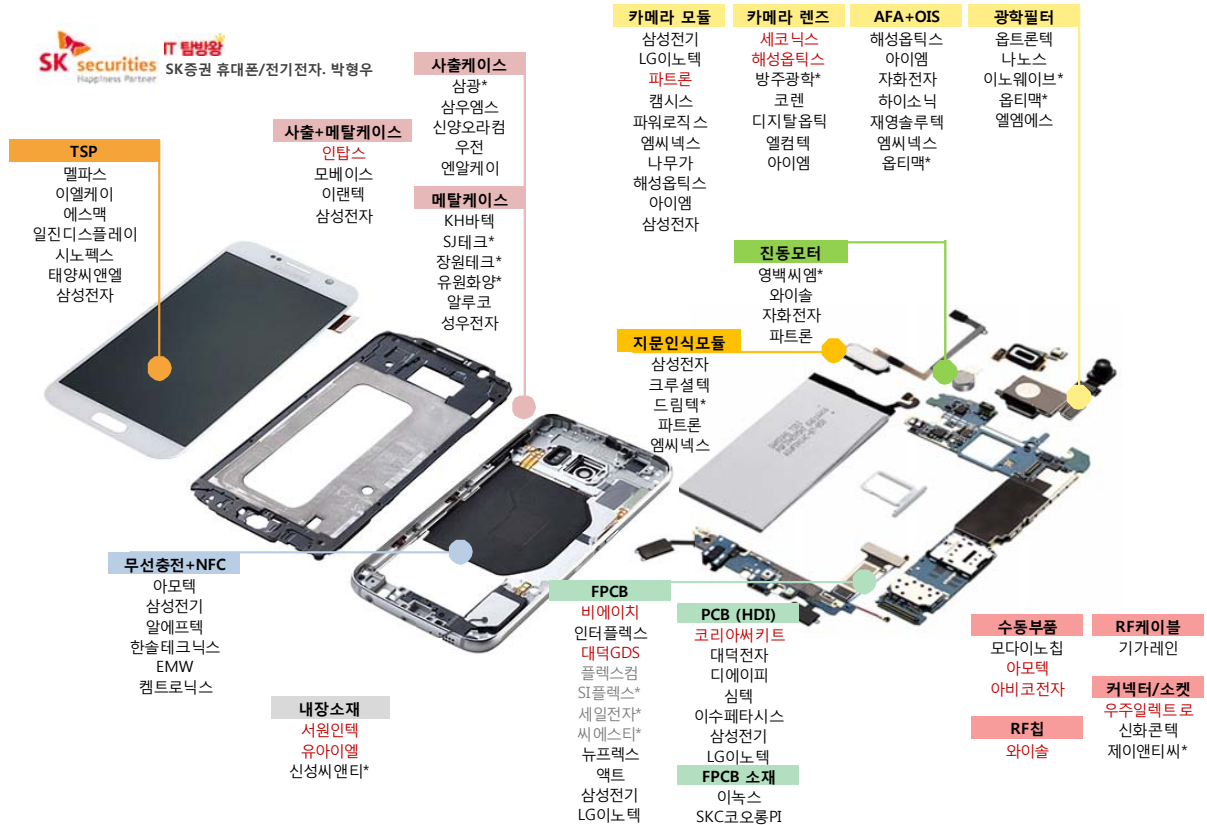 SK securities
Happiness Partner
IT 탐방왕
SK증권 휴대폰/전기전자. 박형우
TSP
멜파스
이엘케이
에스맥
일진디스플레이
시노펙스
태양씨앤엘
삼성전자
사출+메탈케이스
인탑스
모베이스
이랜텍
삼성전자
사출케이스
삼광*
삼우엠스
신양오라컴
우전
엔알케이
메탈케이스
KH바텍
SJ테크*
장원테크*
유원화양*
알루코
성우전자
카메라 모듈
삼성전기
LG이노텍
파트론
캠시스
파워로직스
엠씨넥스
나무가
해성옵틱스
아이엠
삼성전자
카메라 렌즈
세코닉스
해성옵틱스
방주광학*
코렌
디지탈옵틱
엘컴텍
아이엠
AFA+OIS
해성옵틱스
아이엠
자화전자
하이소닉
재영솔루텍
엠씨넥스
옵티맥*
광학필터
옵트론텍
나노스
이노웨이브*
옵티맥*
엘엠에스
진동모터
영백씨엠*
와이솔
자화전자
파트론
지문인식모듈
삼성전자
크루셜텍
드림텍*
파트론
엠씨넥스
무선충전+NFC
아모텍
삼성전기
알에프텍
한솔테크닉스
EMW
켐트로닉스
내장소재
서원인텍
유아이엘
신성씨앤티*
FPCB
비에이치
인터플렉스
대덕GDS
플렉스컴
SI플렉스*
세일전자*
씨에스티*
뉴프렉스
액트
삼성전기
LG이노텍
PCB (HDI)
코리아써키트
대덕전자
디에이피
심텍
이수페타시스
삼성전기
LG이노텍
FPCB 소재
이녹스
SKC코오롱PI
수동부품
모다이노칩
아모텍
아비코전자
RF칩
와이솔
RF케이블
기가레인
커넥터/소켓
우주일렉트로
신화콘텍
제이앤티씨*